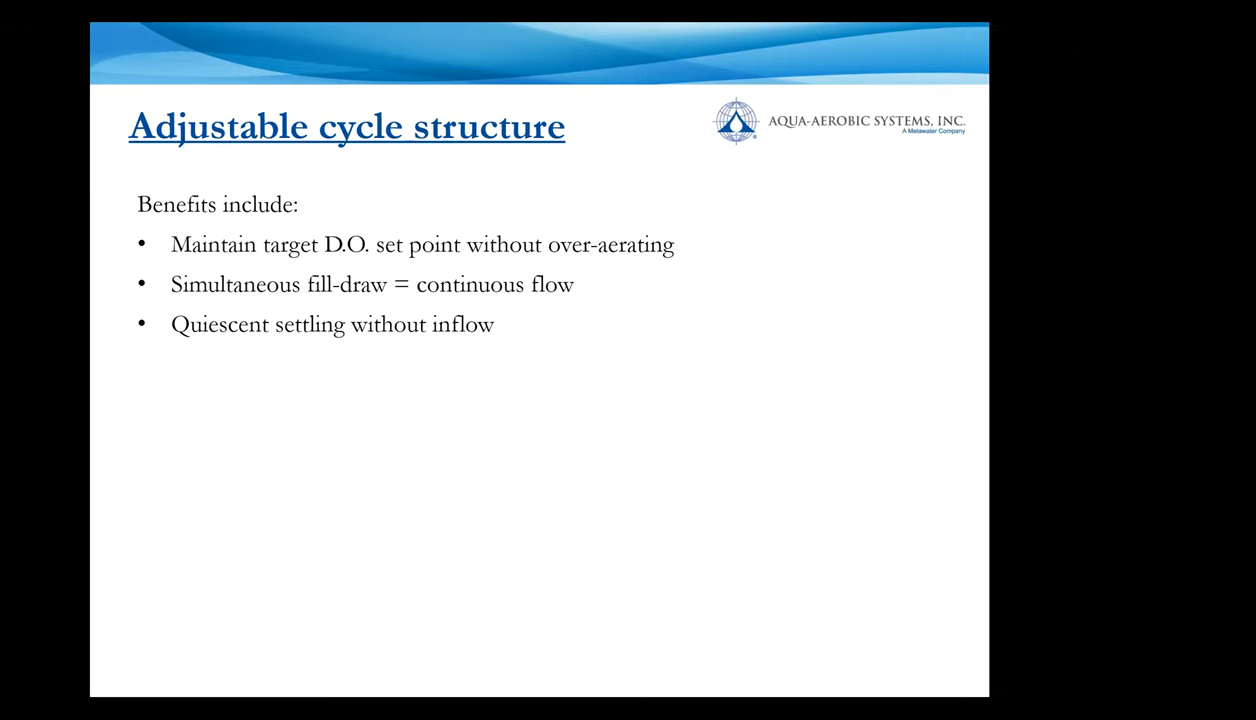 Adjustable cycle structure
AQUA-AEROBIC SYSTEMS, INC.
A Metawater Company
Benefits include:
• Maintain target D.O. set point without over-aerating
• Simultaneous fill-draw = continuous flow
• Quiescent settling without inflow